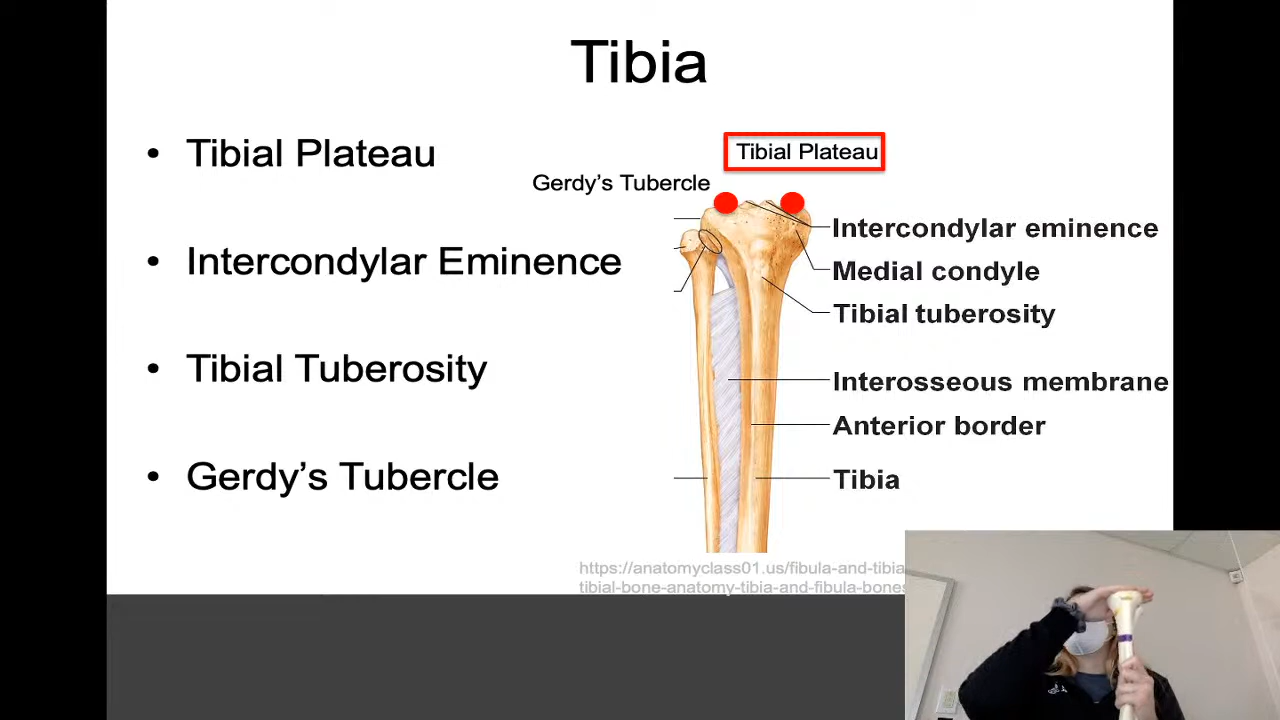 Tibia
• Tibial Plateau
• Intercondylar Eminence
• Tibial Tuberosity
• Gerdy’s Tubercle
Tibial Plateau
Gerdy’s Tubercle
Intercondylar eminence
Medial condyle
Tibial tuberosity
Interosseous membrane
Anterior border
Tibia
https://anatomyclass01.us/fibula-and-tibia
tibial-bone-anatomy-tibia-and-fibula-bones